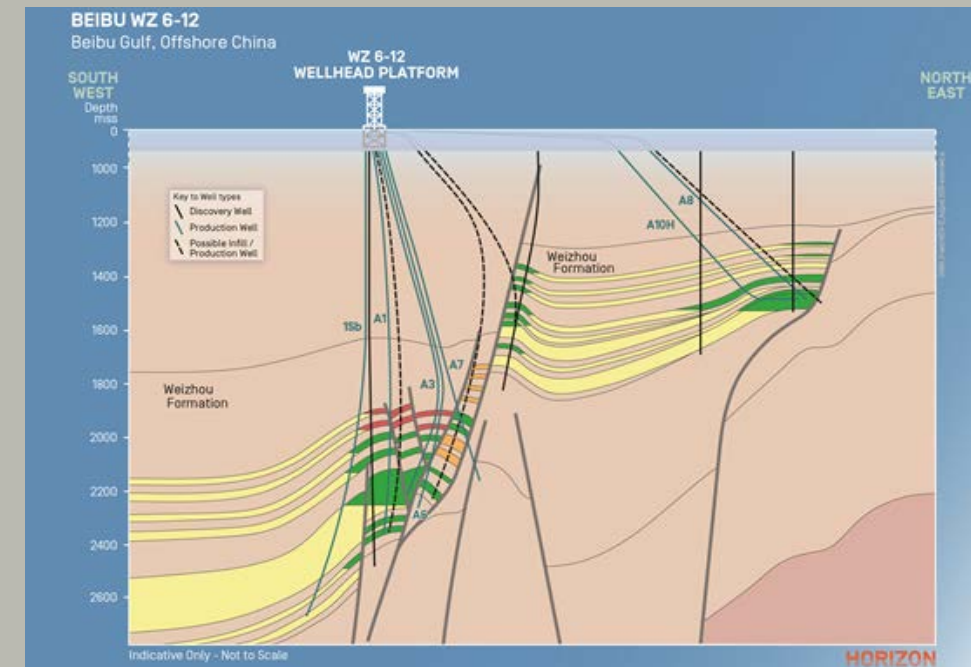 BEIBU WZ 6-12
Beibu Gulf, Offshore China
WZ 6-12
WELLHEAD PLATFORM
SOUTH
WEST
NORTH
EAST
Depth
mss
0
1000
1200
1400
1600
1800
2000
2200
2400
2600
Key to Well types
Discovery Well
Production Well
Possible Infill /
Production Well
A8
A10H
Weizhou
Formation
1Sb
A1
A7
A3
Weizhou
Formation
A6
Indicative Only - Not to Scale
HORIZON